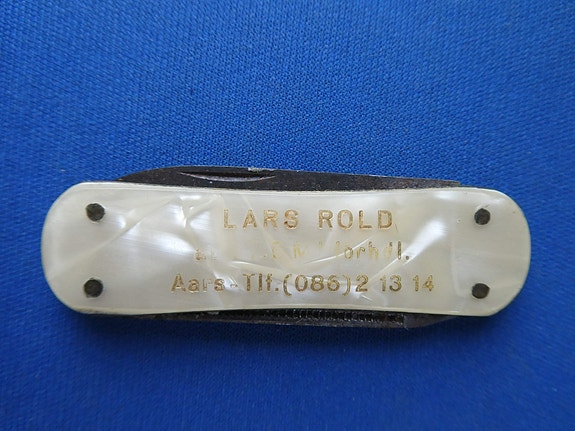 LARS ROLD
Aars-Tlf.(086)2 13 14